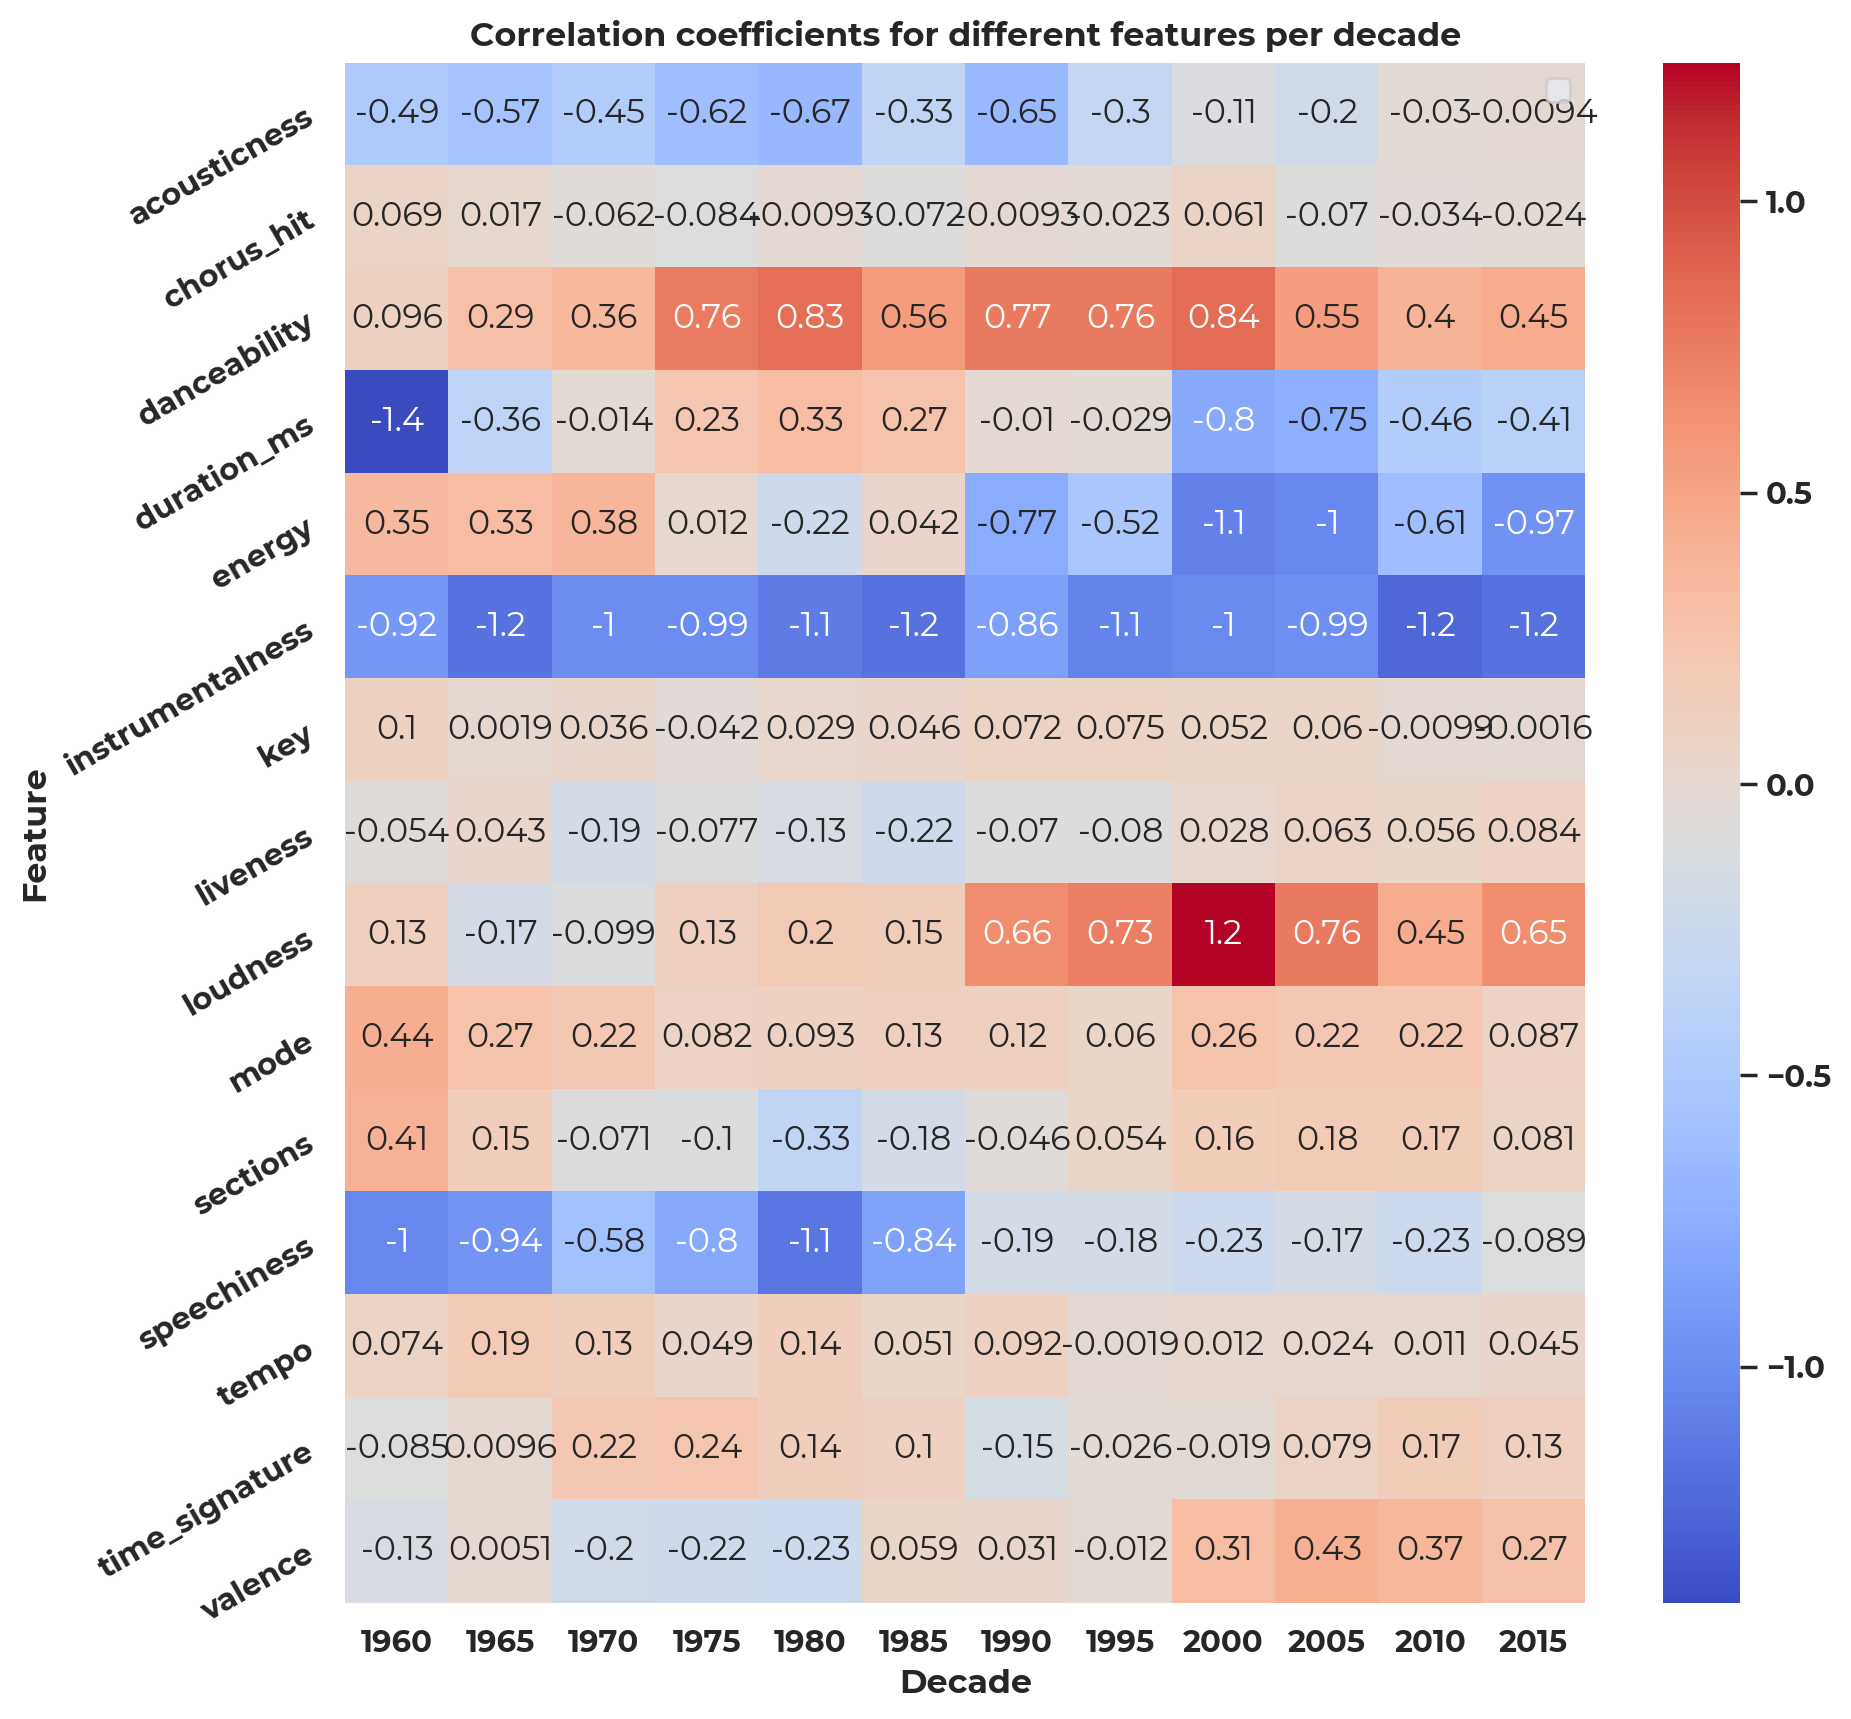 Correlation coefficients for different features per decade
acousticness -0.49 -0.57 -0.45 -0.62 -0.67 -0.33 -0.65 -0.3 -0.11 -0.2 -0.03 -0.0094
chorus_hit 0.069 0.017 -0.062 -0.084 -0.0093 -0.072 -0.0093 -0.023 0.061 -0.07 -0.034 -0.024
danceability 0.096 0.29 0.36 0.76 0.83 0.56 0.77 0.76 0.84 0.55 0.4 0.45
duration_ms -1.4 -0.36 -0.014 0.23 0.33 0.27 -0.01 -0.029 -0.8 -0.75 -0.46 -0.41
energy 0.35 0.33 0.38 0.012 -0.22 0.042 -0.77 -0.52 -1.1 -1 -0.61 -0.97
instrumentalness -0.92 -1.2 -1 -0.99 -1.1 -1.2 -0.86 -1.1 -1 -0.99 -1.2 -1.2
key 0.1 0.0019 0.036 -0.042 0.029 0.046 0.072 0.075 0.052 0.06 -0.0099 -0.0016
liveness -0.054 0.043 -0.19 -0.077 -0.13 -0.22 -0.07 -0.08 0.028 0.063 0.056 0.084
loudness 0.13 -0.17 -0.099 0.13 0.2 0.15 0.66 0.73 1.2 0.76 0.45 0.65
mode 0.44 0.27 0.22 0.082 0.093 0.13 0.12 0.06 0.26 0.22 0.22 0.087
sections 0.41 0.15 -0.071 -0.1 -0.33 -0.18 -0.046 0.054 0.16 0.18 0.17 0.081
speechiness -1 -0.94 -0.58 -0.8 -1.1 -0.84 -0.19 -0.18 -0.23 -0.17 -0.23 -0.089
tempo 0.074 0.19 0.13 0.049 0.14 0.051 0.092 -0.0019 0.012 0.024 0.011 0.045
time_signature -0.085 0.0096 0.22 0.24 0.14 0.1 -0.15 -0.026 -0.019 0.079 0.17 0.13
valence -0.13 0.0051 -0.2 -0.22 -0.23 0.059 0.031 -0.012 0.31 0.43 0.37 0.27
1960 1965 1970 1975 1980 1985 1990 1995 2000 2005 2010 2015
Decade
Feature
1.0
0.5
0.0
−0.5
−1.0